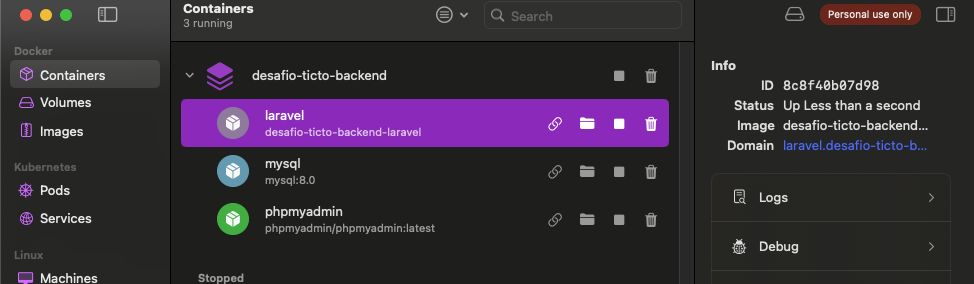 Containers
3 running
Search
Personal use only
Docker
Containers
Volumes
Images
Kubernetes
Pods
Services
Linux
Machines
desafio-ticto-backend
laravel
desafio-ticto-backend-laravel
mysql
mysql:8.0
phpmyadmin
phpmyadmin/phpmyadmin:latest
Stopped
Info
ID 8c8f40b07d98
Status Up Less than a second
Image desafio-ticto-backend...
Domain laravel.desafio-ticto-b...
Logs
Debug